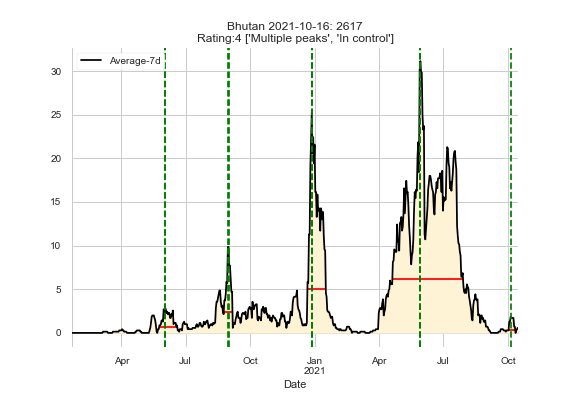 Bhutan 2021-10-16: 2617
Rating:4 ['Multiple peaks', 'In control']
Average-7d
30
25
20
15
10
5
0
Apr Jul Oct Jan Apr Jul Oct
2021
Date